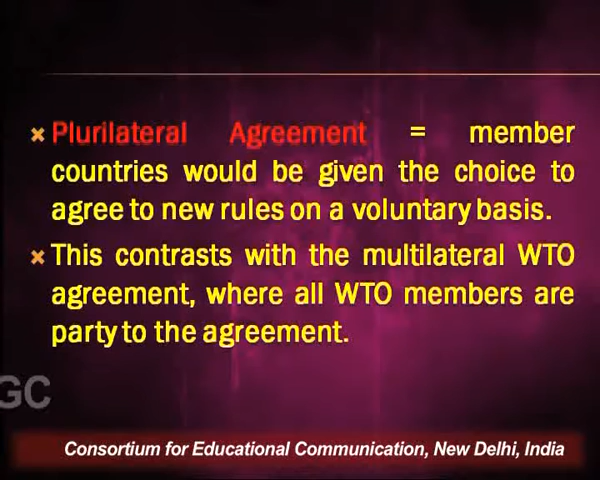 Plurilateral Agreement = member
countries would be given the choice to
agree to new rules on a voluntary basis.
This contrasts with the multilateral WTO
agreement, where all WTO members are
party to the agreement.
GC
Consortium for Educational Communication, New Delhi, India